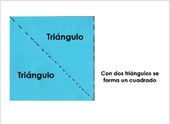 Triángulo
Triángulo
Con dos triángulos se
forma un cuadrado